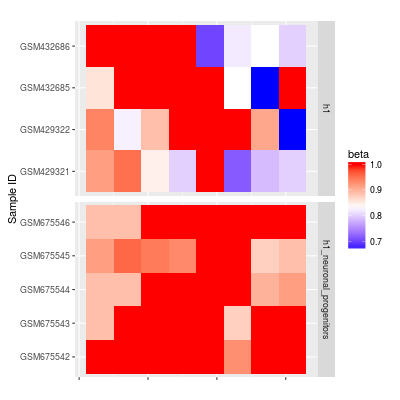 GSM432686
GSM432685
GSM429322
GSM429321
h1
GSM675546
GSM675545
GSM675544
GSM675543
GSM675542
h1_neuronal_progenitors
Sample ID
beta
1.0
0.9
0.8
0.7